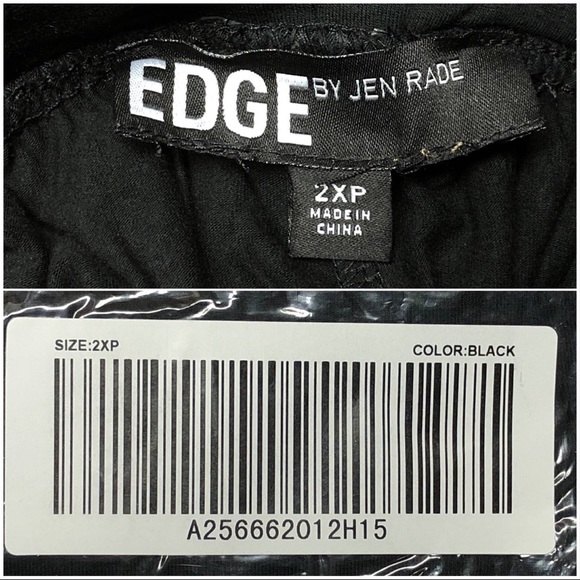 EDGE BY JEN RADE
2XP
MADE IN
CHINA
SIZE:2XP COLOR:BLACK
A256662012H15